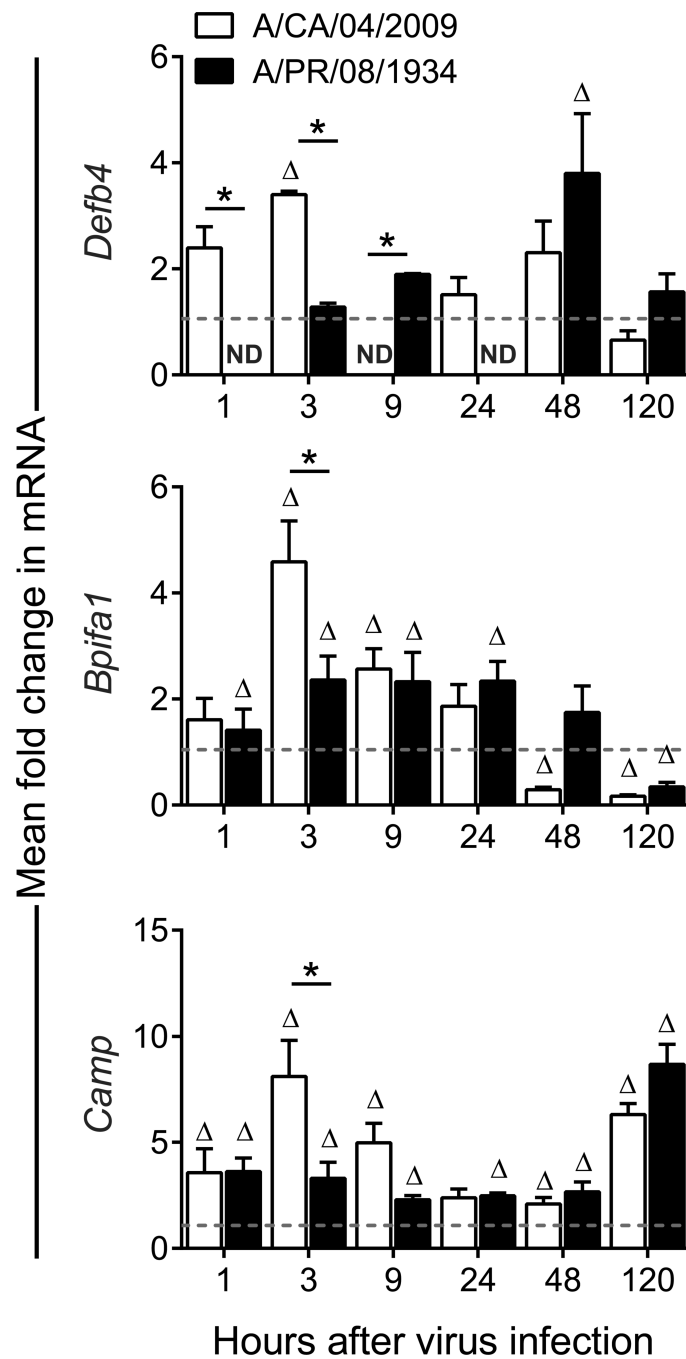 A/CA/04/2009
A/PR/08/1934
Mean fold change in mRNA
Defb4
6
4
2
0
*
*
*
Δ
Δ
ND
ND
ND
1 3 9 24 48 120
Bpifa1
6
4
2
0
*
Δ
Δ
Δ
Δ
Δ
Δ
Δ
Δ
Δ
1 3 9 24 48 120
Camp
15
10
5
0
*
Δ
Δ
Δ
Δ
Δ
Δ
Δ
Δ
Δ
Δ
Δ
1 3 9 24 48 120
Hours after virus infection